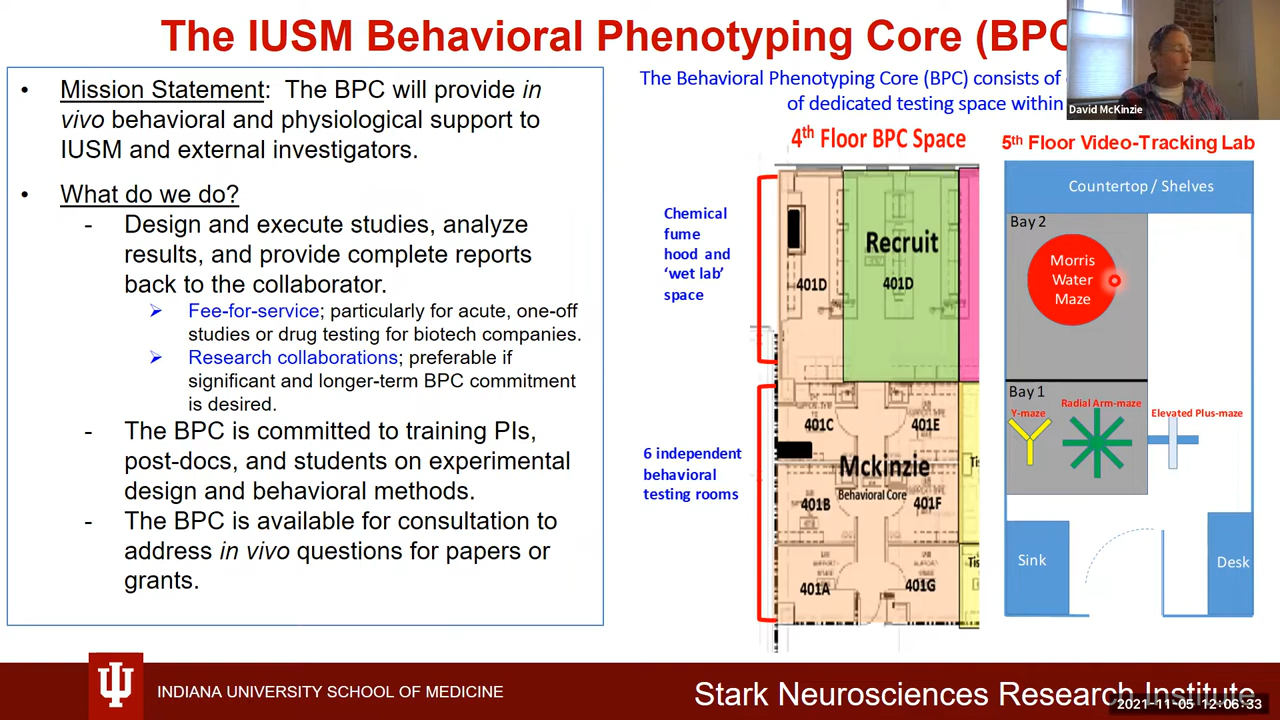 The IUSM Behavioral Phenotyping Core (BPC
• Mission Statement: The BPC will provide in
vivo behavioral and physiological support to
IUSM and external investigators.
• What do we do?
- Design and execute studies, analyze
results, and provide complete reports
back to the collaborator.
Fee-for-service; particularly for acute, one-off
studies or drug testing for biotech companies.
Research collaborations; preferable if
significant and longer-term BPC commitment
is desired.
- The BPC is committed to training PIs,
post-docs, and students on experimental
design and behavioral methods.
- The BPC is available for consultation to
address in vivo questions for papers or
grants.
The Behavioral Phenotyping Core (BPC) consists of
of dedicated testing space within
David McKinzie
4th Floor BPC Space
Chemical
fume
hood and
'wet lab'
space
6 independent
behavioral
testing rooms
401D
Recruit
401D
401C
401E
Mckinzie
Behavioral Core
401B
401F
401A
401G
5th Floor Video-Tracking Lab
Countertop / Shelves
Bay 2
Morris
Water
Maze
Bay 1
Y-maze
Radial Arm-maze
Elevated Plus-maze
Sink
Desk
INDIANA UNIVERSITY SCHOOL OF MEDICINE
Stark Neurosciences Research Institute
2021-11-05 12:06:33